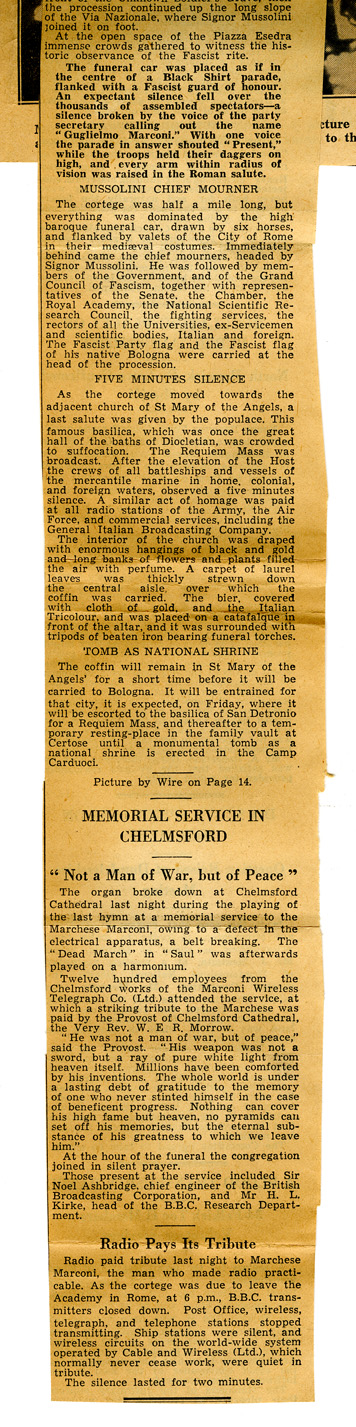 the procession continued up the long slope
of the Via Nazionale, where Signor Mussolini
joined it on foot.
At the open space of the Piazza Esedra
immense crowds gathered to witness the his-
toric observance of the Fascist rite.
The funeral car was placed as if in
the centre of a Black Shirt parade,
flanked with a Fascist guard of honour.
An expectant silence fell over the
thousands of assembled spectators—a
silence broken by the voice of the party
secretary calling out the name
"Guglielmo Marconi." With one voice
the parade in answer shouted "Present,"
while the troops held their daggers on
high, and every arm within radius of
vision was raised in the Roman salute.
MUSSOLINI CHIEF MOURNER
The cortege was half a mile long, but
everything was dominated by the high
baroque funeral car, drawn by six horses,
and flanked by valets of the City of Rome
in their mediæval costumes. Immediately
behind came the chief mourners, headed by
Signor Mussolini. He was followed by mem-
bers of the Government, and of the Grand
Council of Fascism, together with represen-
tatives of the Senate, the Chamber, the
Royal Academy, the National Scientific Re-
search Council, the fighting services, the
rectors of all the Universities, ex-Servicemen
and scientific bodies, Italian and foreign.
The Fascist Party flag and the Fascist flag
of his native Bologna were carried at the
head of the procession.
FIVE MINUTES SILENCE
As the cortege moved towards the
adjacent church of St Mary of the Angels, a
last salute was given by the populace. This
famous basilica, which was once the great
hall of the baths of Diocletian, was crowded
to suffocation. The Requiem Mass was
broadcast. After the elevation of the Host
the crews of all battleships and vessels of
the mercantile marine in home, colonial,
and foreign waters, observed a five minutes
silence. A similar act of homage was paid
at all radio stations of the Army, the Air
Force, and commercial services, including the
General Italian Broadcasting Company.
The interior of the church was draped
with enormous hangings of black and gold
and long banks of flowers and plants filled
the air with perfume. A carpet of laurel
leaves was thickly strewn down
the central aisle, over which the
coffin was carried. The bier, covered
with cloth of gold, and the Italian
Tricolour, and was placed on a catafalque in
front of the altar, and it was surrounded with
tripods of beaten iron bearing funeral torches.
TOMB AS NATIONAL SHRINE
The coffin will remain in St Mary of the
Angels' for a short time before it will be
carried to Bologna. It will be entrained for
that city, it is expected, on Friday, where it
will be escorted to the basilica of San Detronio
for a Requiem Mass, and thereafter to a tem-
porary resting-place in the family vault at
Certose until a monumental tomb as a
national shrine is erected in the Camp
Carducci.
Picture by Wire on Page 14.
MEMORIAL SERVICE IN
CHELMSFORD
"Not a Man of War, but of Peace"
The organ broke down at Chelmsford
Cathedral last night during the playing of
the last hymn at a memorial service to the
Marchese Marconi, owing to a defect in the
electrical apparatus, a belt breaking. The
"Dead March" in "Saul" was afterwards
played on a harmonium.
Twelve hundred employees from the
Chelmsford works of the Marconi Wireless
Telegraph Co. (Ltd.) attended the service, at
which a striking tribute to the Marchese was
paid by the Provost of Chelmsford Cathedral,
the Very Rev. W. E R. Morrow.
"He was not a man of war, but of peace,"
said the Provost. "His weapon was not a
sword, but a ray of pure white light from
heaven itself. Millions have been comforted
by his inventions. The whole world is under
a lasting debt of gratitude to the memory
of one who never stinted himself in the case
of beneficent progress. Nothing can cover
his high fame but heaven, no pyramids can
set off his memories, but the eternal sub-
stance of his greatness to which we leave
him."
At the hour of the funeral the congregation
joined in silent prayer.
Those present at the service included Sir
Noel Ashbridge, chief engineer of the British
Broadcasting Corporation, and Mr H. L.
Kirke, head of the B.B.C. Research Depart-
ment.
Radio Pays Its Tribute
Radio paid tribute last night to Marchese
Marconi, the man who made radio practi-
cable. As the cortege was due to leave the
Academy in Rome, at 6 p.m., B.B.C. trans-
mitters closed down. Post Office, wireless,
telegraph, and telephone stations stopped
transmitting. Ship stations were silent, and
wireless circuits on the world-wide system
operated by Cable and Wireless (Ltd.), which
normally never cease work, were quiet in
tribute.
The silence lasted for two minutes.
cture
to th